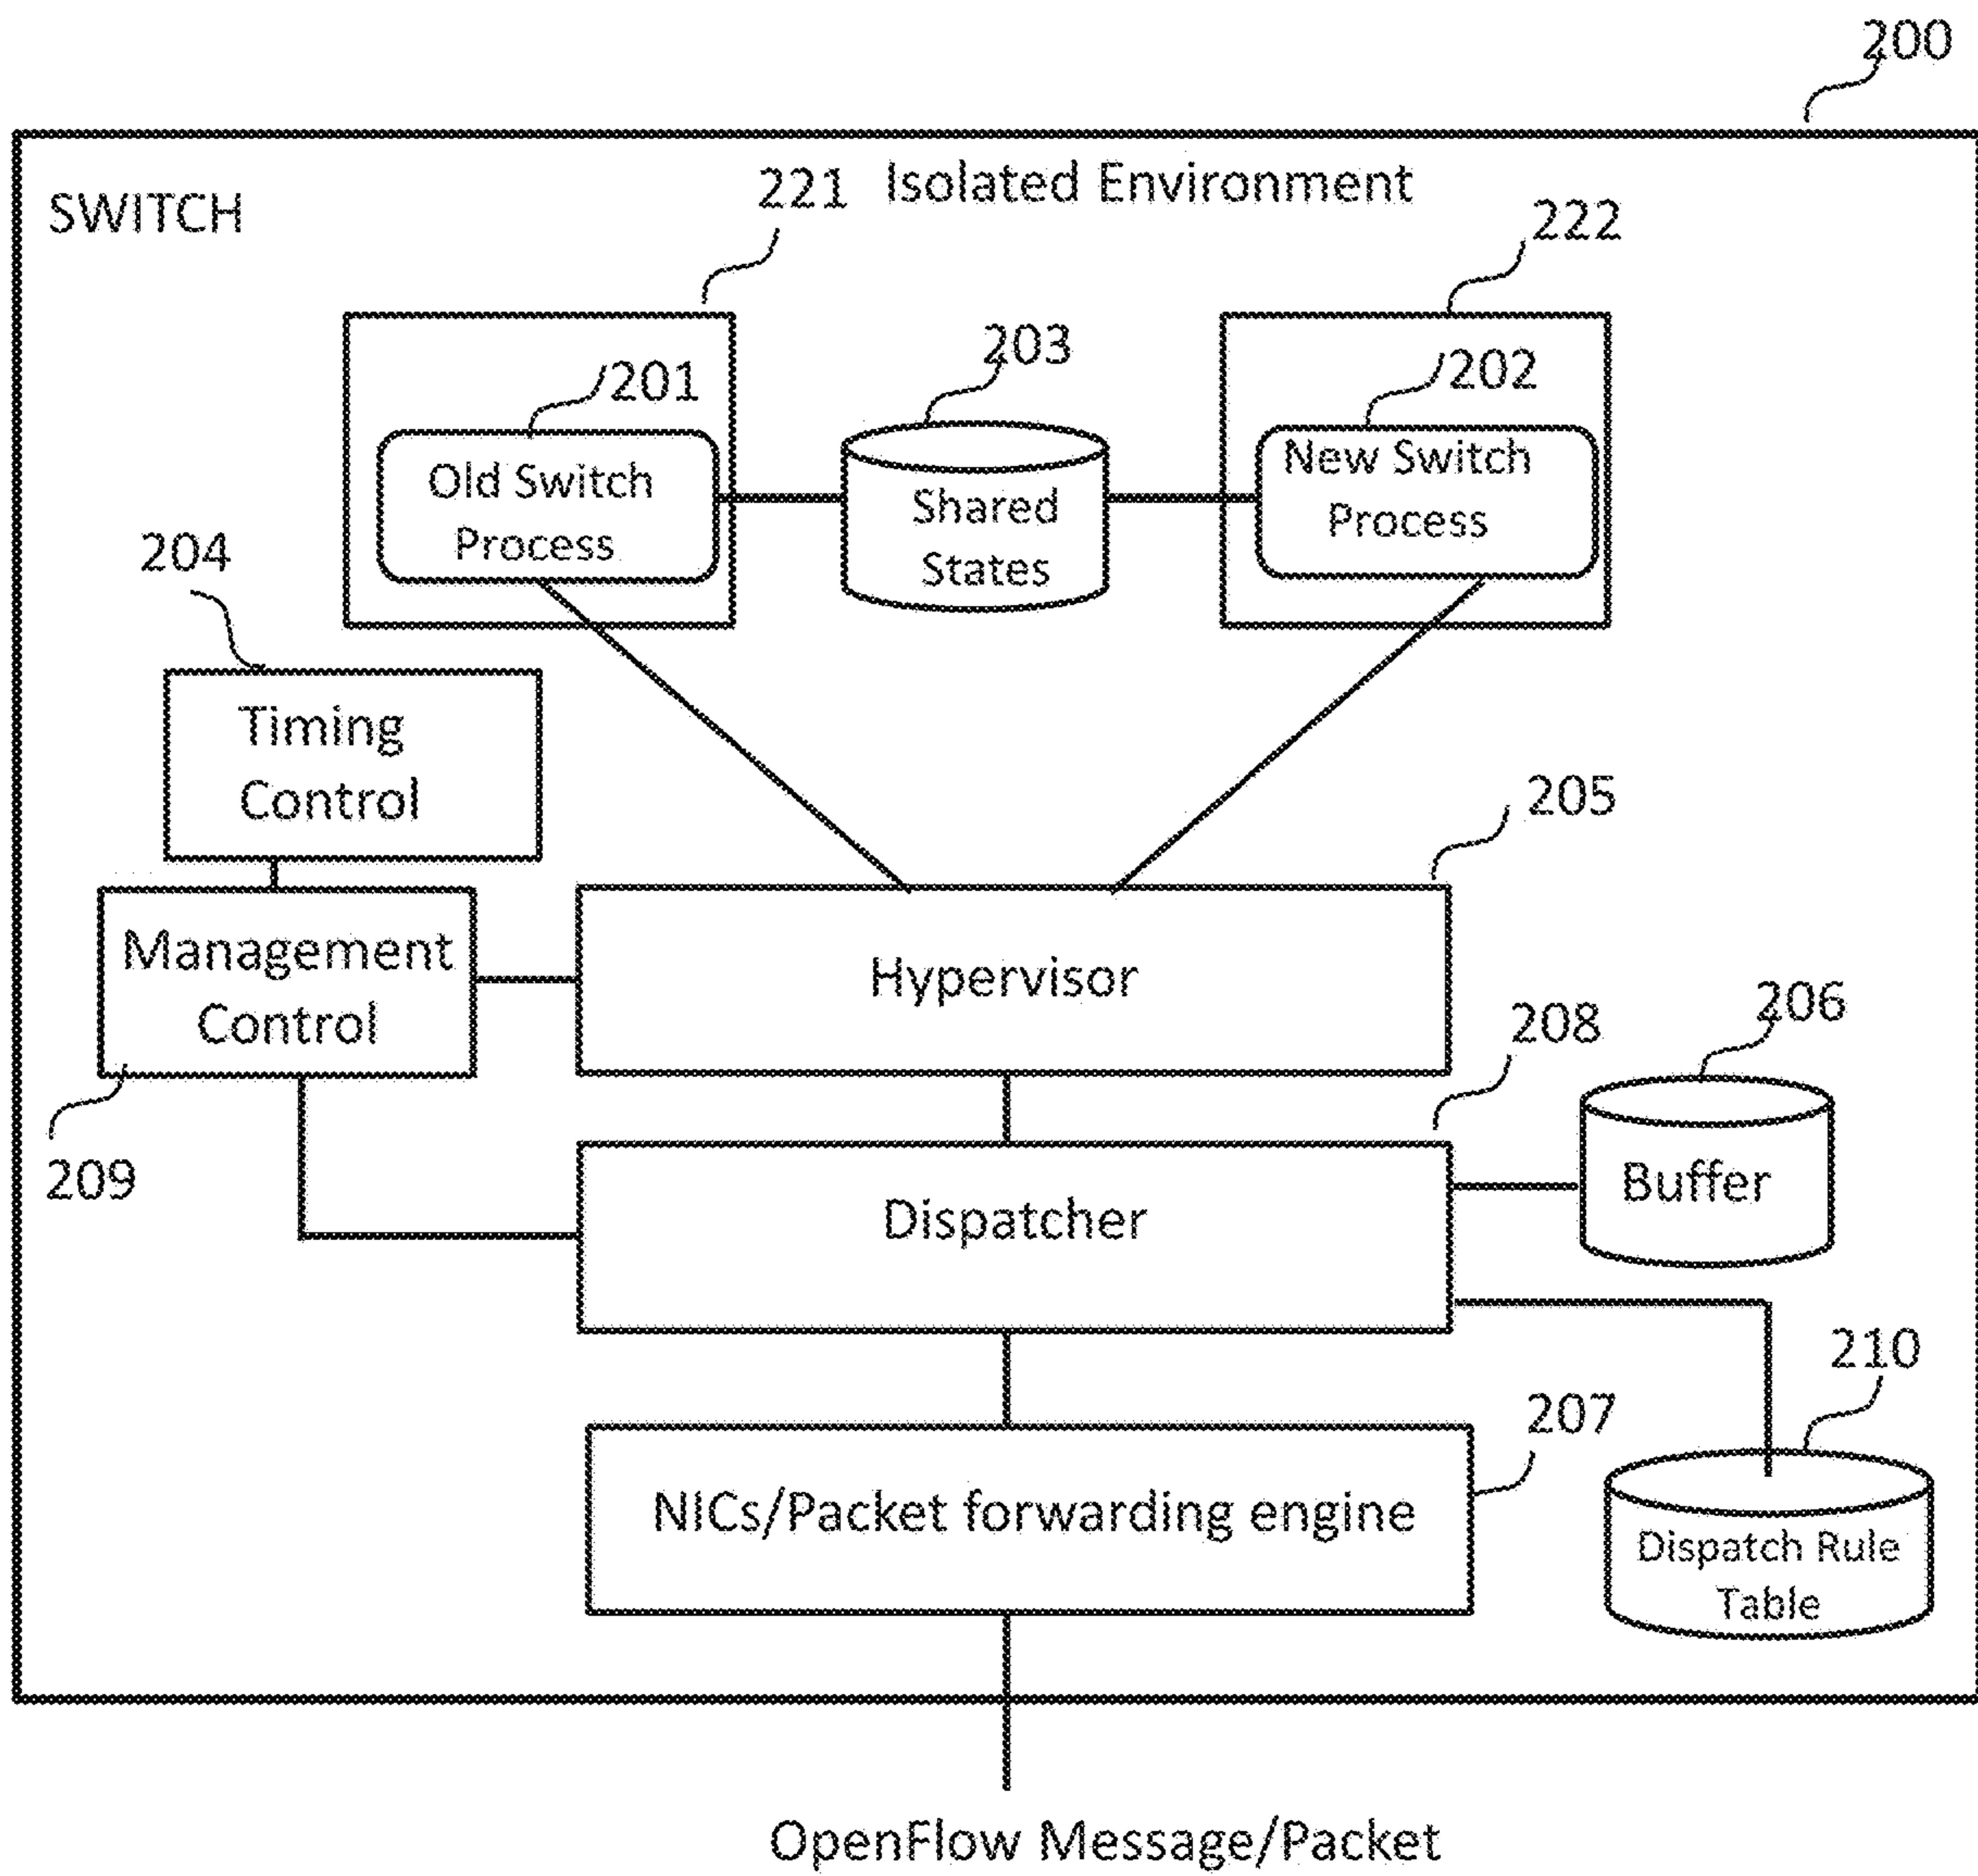 200
Isolated Environment
SWITCH
221
222
203
201
202
Old Switch
Process
Shared
States
New Switch
Process
204
Timing
Control
205
Management
Control
Hypervisor
208
206
209
Dispatcher
Buffer
210
207
NICs/Packet forwarding engine
Dispatch Rule
Table
OpenFlow Message/Packet